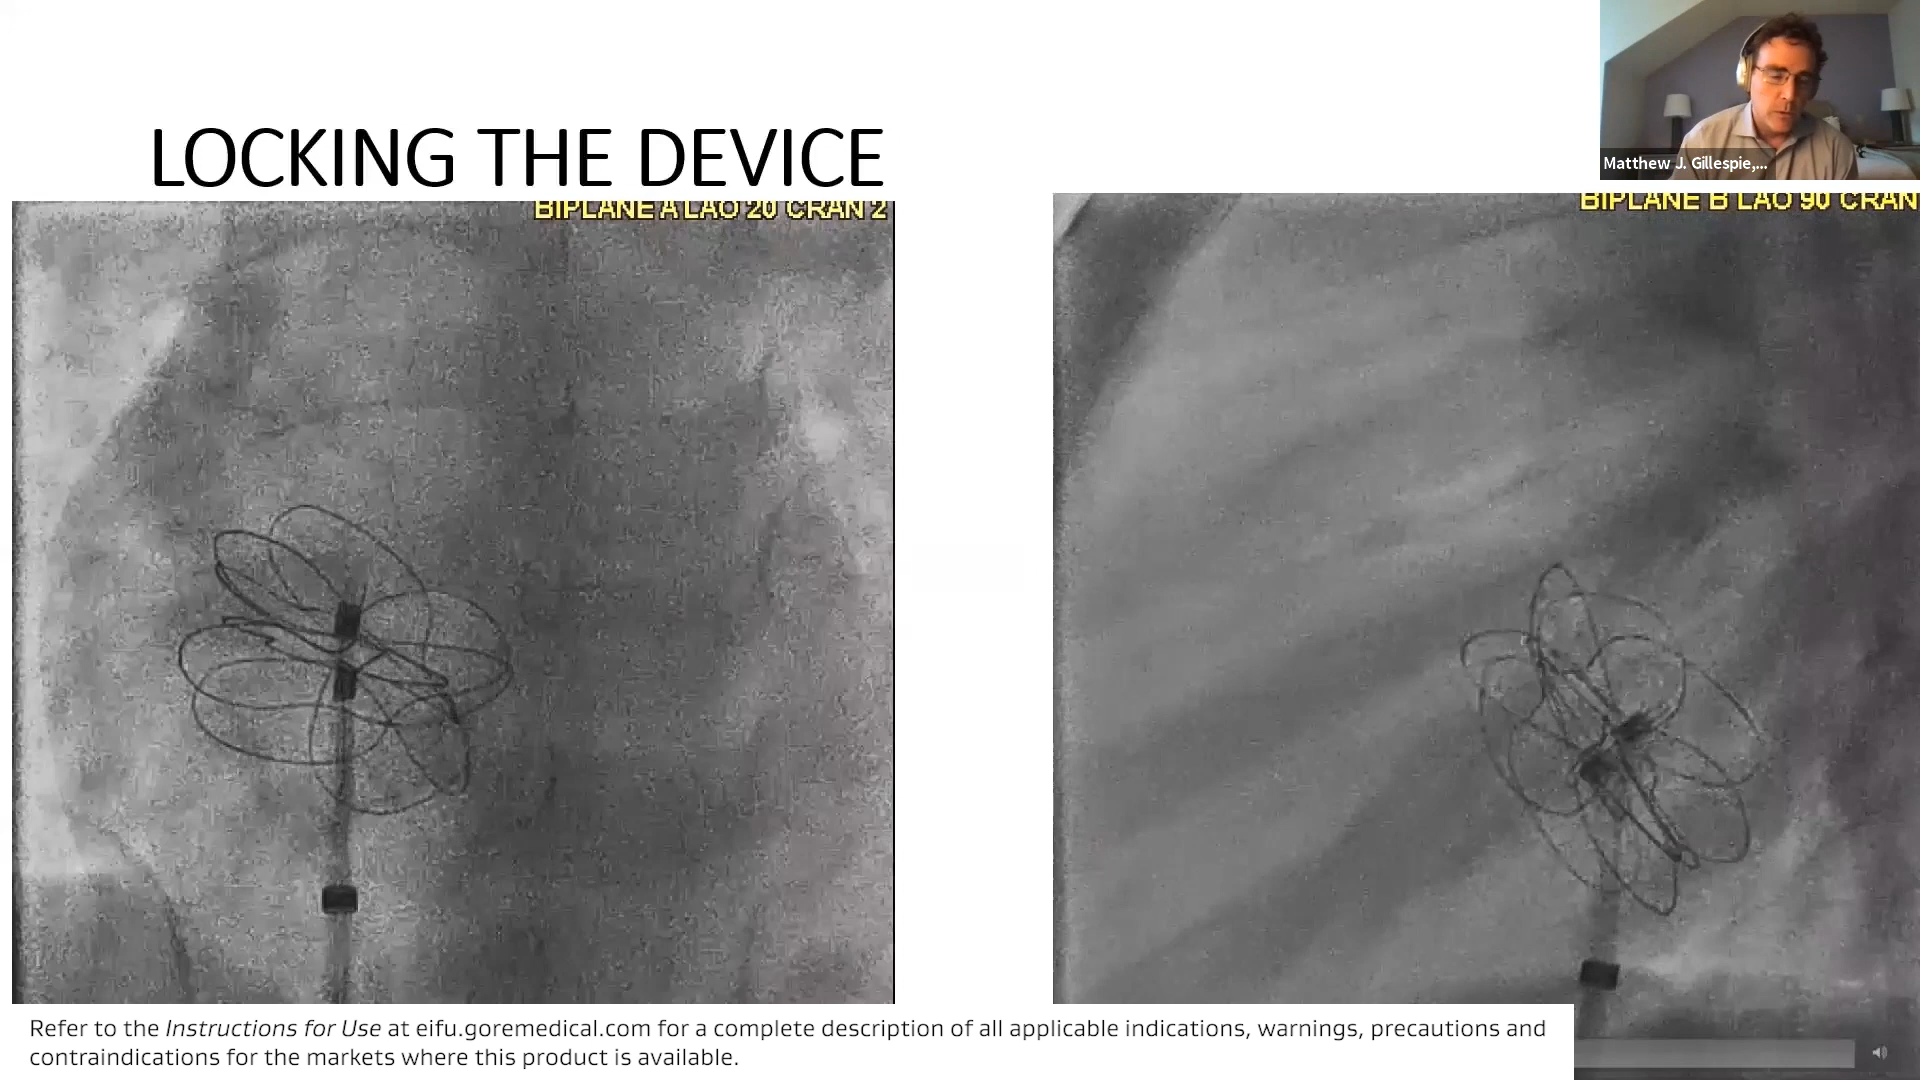 Matthew J. Gillespie,...
LOCKING THE DEVICE
BIPLANE A LAO 20 CRAN 2
BIPLANE B LAO 90 CRAN
Refer to the Instructions for Use at eifu.goremedical.com for a complete description of all applicable indications, warnings, precautions and
contraindications for the markets where this product is available.